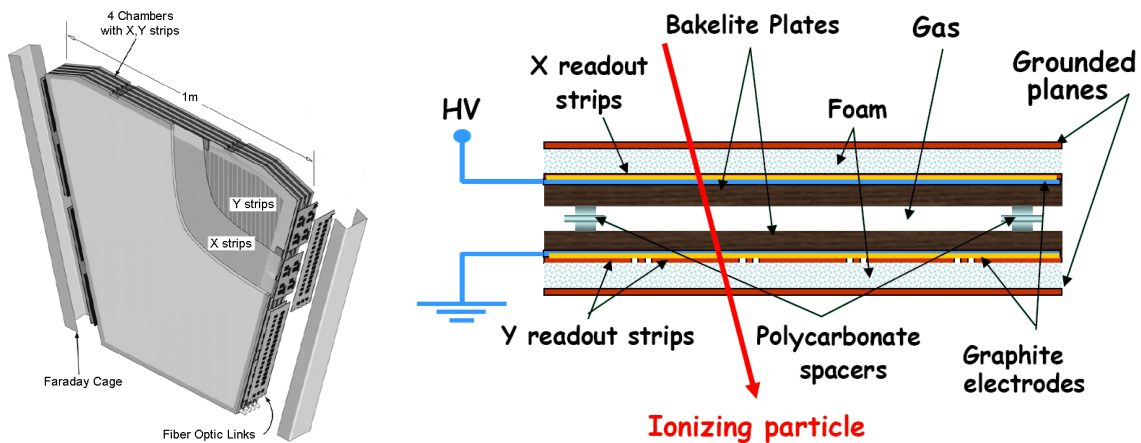 4 Chambers
with X,Y strips
1m
Y strips
X strips
Faraday Cage
Fiber Optic Links
Bakelite Plates
Gas
X readout
strips
Grounded
planes
HV
Foam
Y readout strips
Polycarbonate
spacers
Graphite
electrodes
Ionizing particle